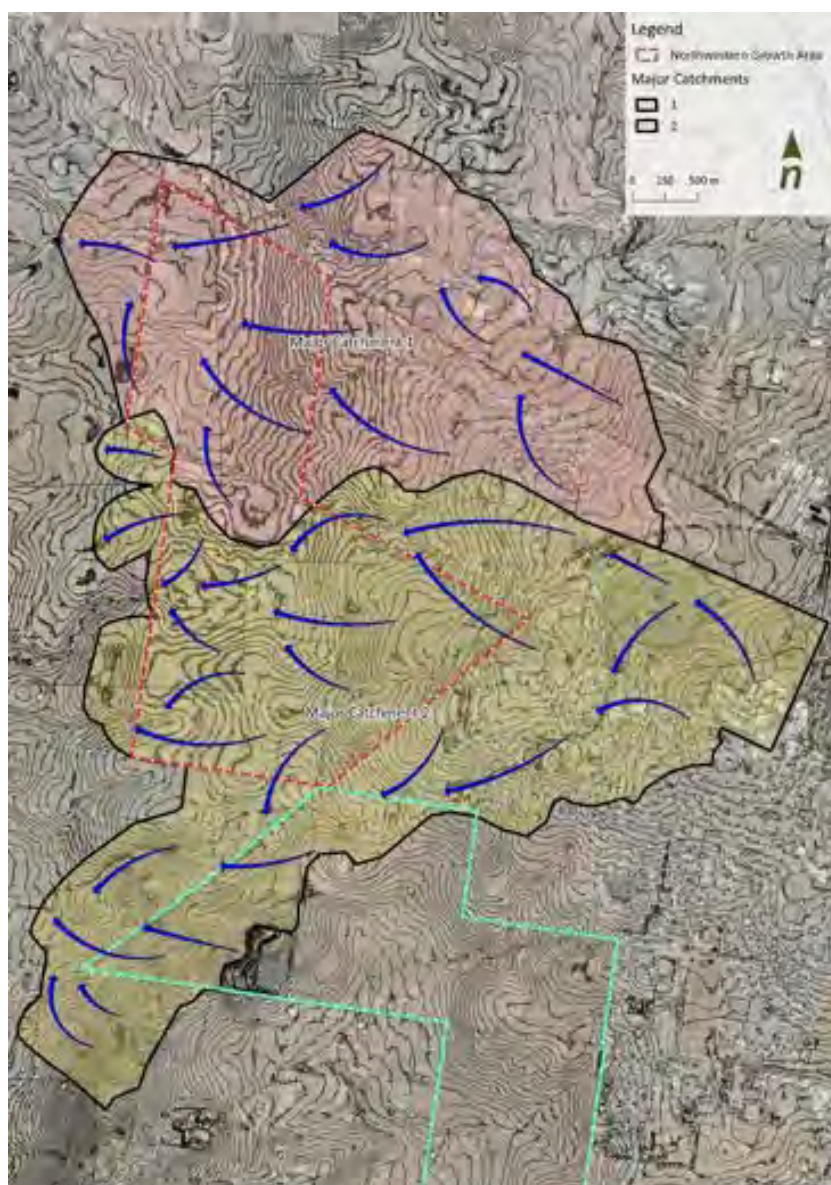 Legend
Northwestern Growth Area
Major Catchments
1
2
0 250 500 m
n
Major Catchment 1
Major Catchment 2